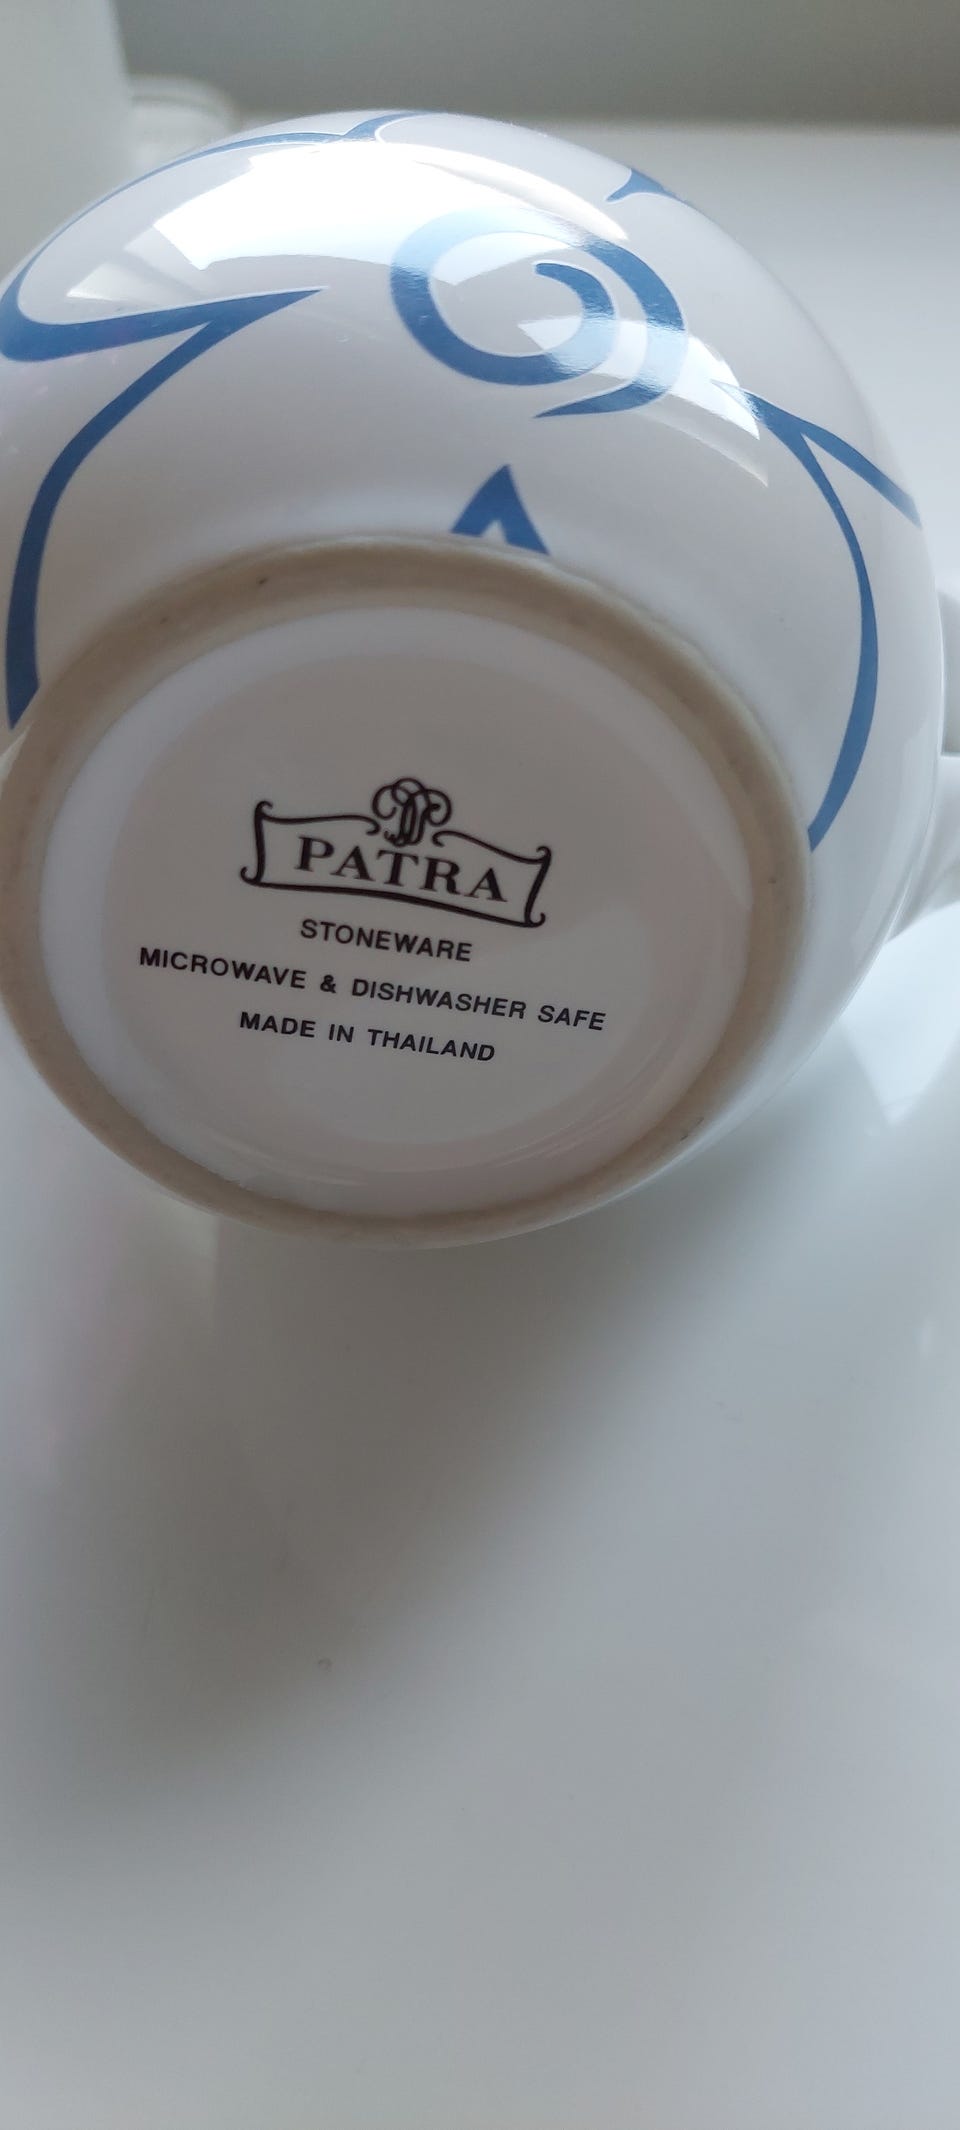 PATRA
STONEWARE
MICROWAVE & DISHWASHER SAFE
MADE IN THAILAND